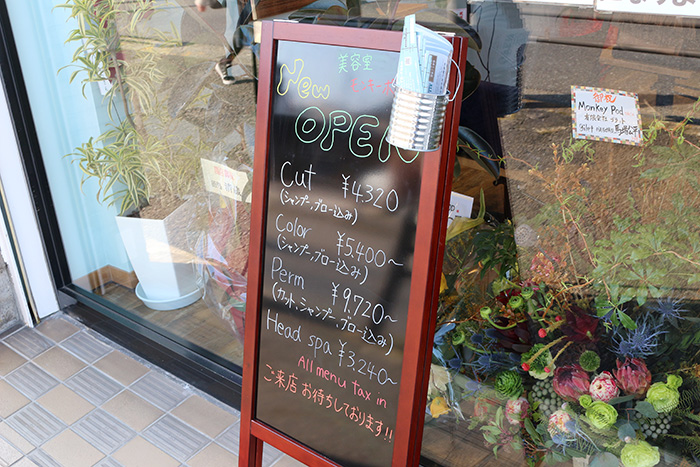 美容室
New
OPEN
Cut ¥4,320
(シャンプー,ブロー込み)
Color ¥5,400~
(シャンプー,ブロー込み)
Perm ¥9,720~
(カット,シャンプー,ブロー込み)
Head spa ¥3,240~
All menu tax in
ご来店お待ちしております!!
御祝
Monkey Pod